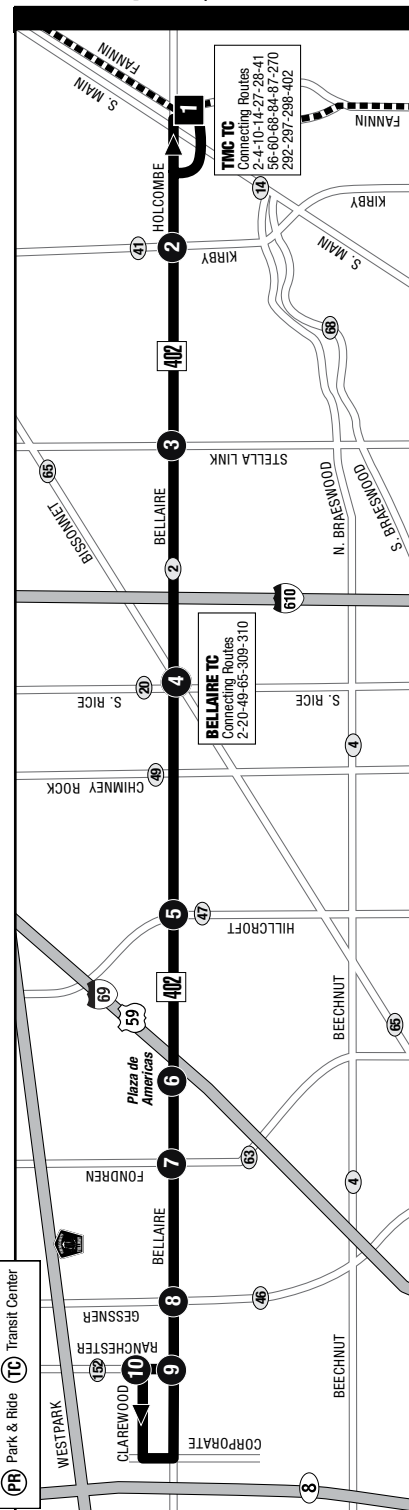 PR Park & Ride TC Transit Center
WESTPARK
152
CLAREWOOD
RANCHESTER
GESSNER
FONDREN
Plaza de
Americas
59
69
CHIMNEY ROCK
49
S. RICE
20
BISSONNET
65
41
HOLCOMBE
S. MAIN
FANNIN
10
9
8
BELLAIRE
7
6
402
5
4
2
BELLAIRE
3
402
2
1
CORPORATE
46
63
47
HILLCROFT
BELLAIRE TC
Connecting Routes
2-20-49-65-309-310
S. RICE
610
STELLA LINK
KIRBY
TMC TC
Connecting Routes
2-4-10-14-27-28-41
56-60-68-84-87-270
292-297-298-402
14
KIRBY
S. MAIN
FANNIN
68
8
BEECHNUT
4
BEECHNUT
65
4
N. BRAESWOOD
S. BRAESWOOD